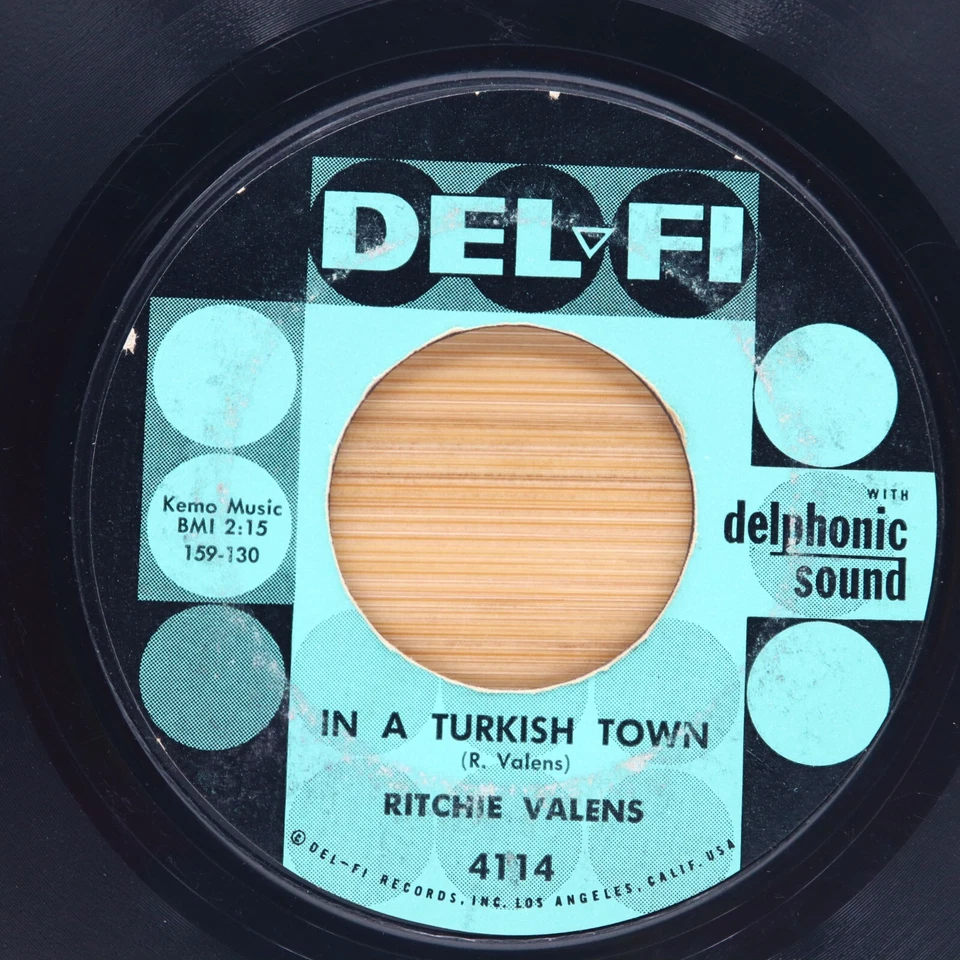 DEL-FI
Kemo Music
BMI 2:15
159-130
WITH
delphonic
sound
IN A TURKISH TOWN
(R. Valens)
RITCHIE VALENS
4114
© DEL-FI RECORDS, INC. LOS ANGELES, CALIF. USA